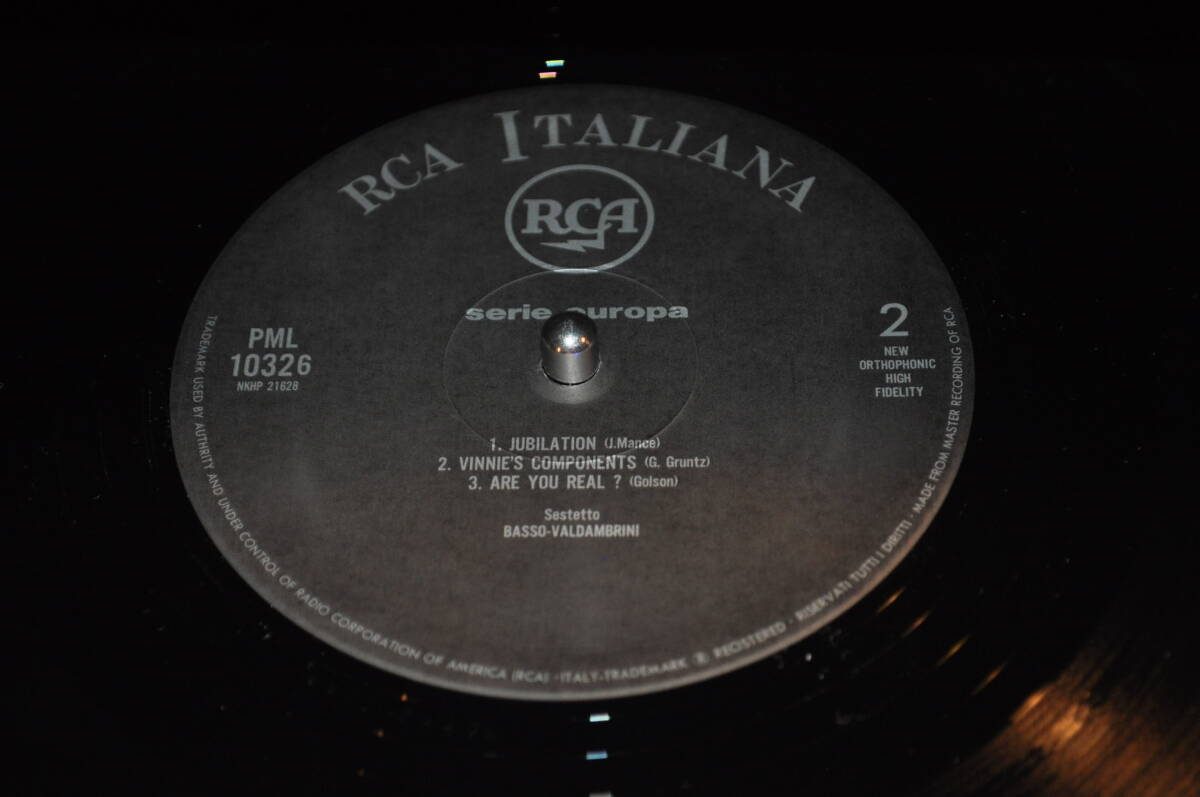 RCA ITALIANA
RCA
serie europa
PML
10326
NKHP 21628
2
NEW
ORTHOPHONIC
HIGH
FIDELITY
1. JUBILATION (J.Mance)
2. VINNIE'S COMPONENTS (G. Gruntz)
3. ARE YOU REAL ? (Golson)
Sestetto
BASSO-VALDAMBRINI
TRADEMARK USED BY AUTHRITY AND UNDER CONTROL OF RADIO CORPORATION OF AMERICA (RCA) - ITALY-TRADEMARK ® REOISTERED - RISERVATI TUTTI I DIRITTI - MADE FROM MASTER RECORDING OF RCA